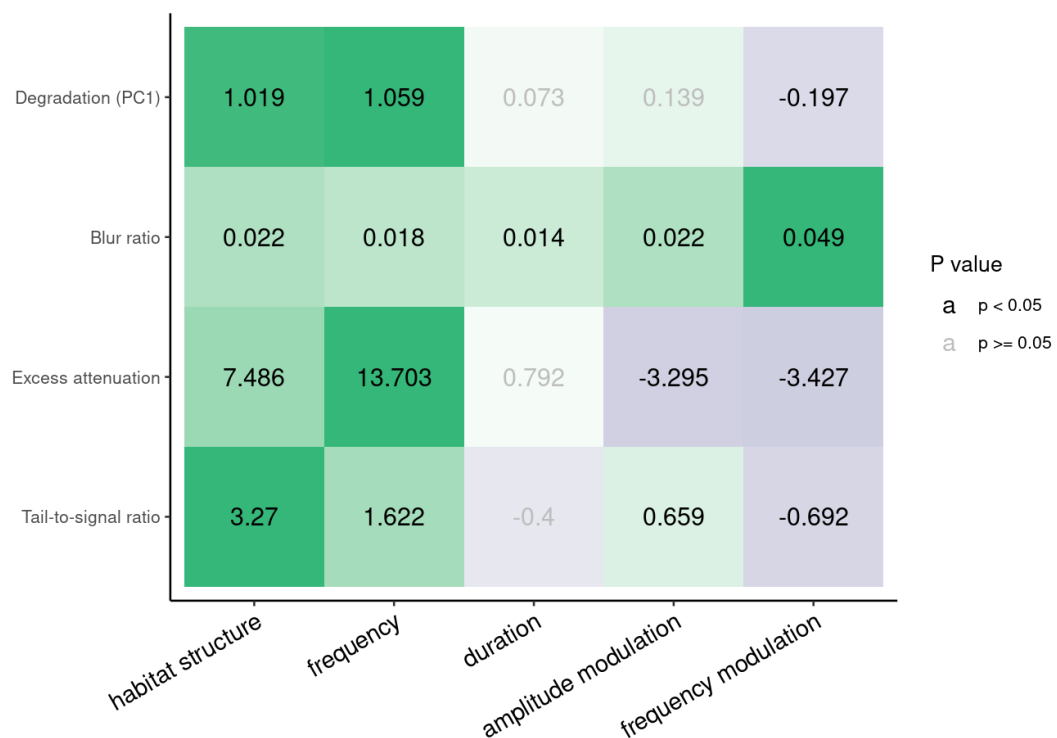 Degradation (PC1) 1.019 1.059 0.073 0.139 -0.197
Blur ratio 0.022 0.018 0.014 0.022 0.049
Excess attenuation 7.486 13.703 0.792 -3.295 -3.427
Tail-to-signal ratio 3.27 1.622 -0.4 0.659 -0.692
habitat structure
frequency
duration
amplitude modulation
frequency modulation
P value
a p < 0.05
a p >= 0.05